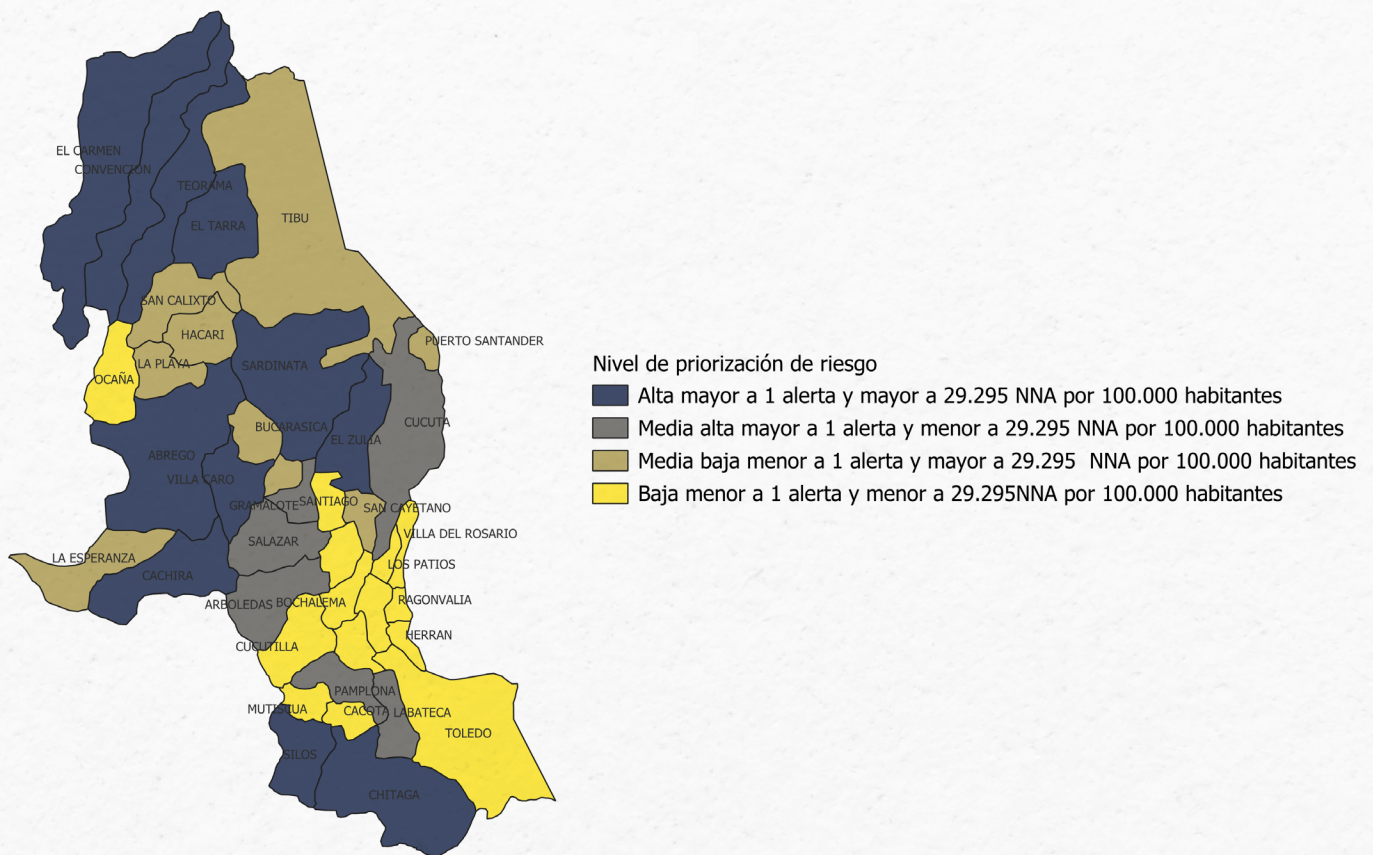 EL CARMEN
CONVENCIÓN
TEORAMA
TIBU
EL TARRA
SAN CALIXTO
HACARI
PUERTO SANTANDER
LA PLAYA
SARDINATA
OCAÑA
BUCARASICA
CUCUTA
EL ZULIA
ABREGO
VILLA CARO
GRAMALOTE
SANTIAGO
SAN CAYETANO
VILLA DEL ROSARIO
SALAZAR
LA ESPERANZA
LOS PATIOS
CACHIRA
ARBOLEDAS
BOCHALEMA
RAGONVALIA
HERRAN
CUCUTILLA
PAMPLONA
MUTISCUA
CACOTA
LABATECA
TOLEDO
SILOS
CHITAGA
Nivel de priorización de riesgo
Alta mayor a 1 alerta y mayor a 29.295 NNA por 100.000 habitantes
Media alta mayor a 1 alerta y menor a 29.295 NNA por 100.000 habitantes
Media baja menor a 1 alerta y mayor a 29.295 NNA por 100.000 habitantes
Baja menor a 1 alerta y menor a 29.295NNA por 100.000 habitantes